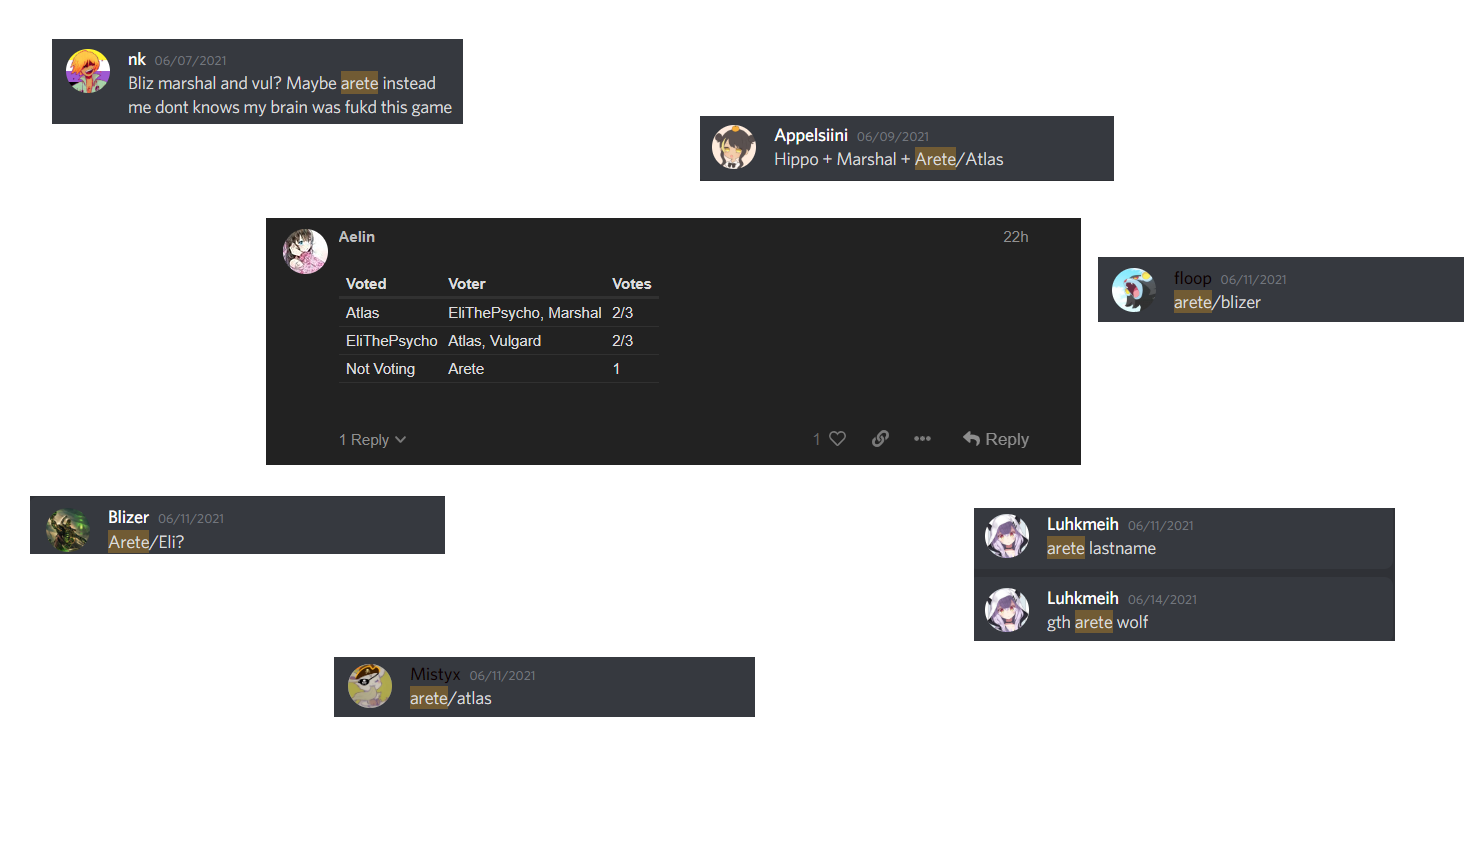 nk 06/07/2021
Bliz marshal and vul? Maybe arete instead
me dont knows my brain was fukd this game
Appelsiini 06/09/2021
Hippo + Marshal + Arete/Atlas
Aelin 22h
Voted Voter Votes
Atlas EliThePsycho, Marshal 2/3
EliThePsycho Atlas, Vulgard 2/3
Not Voting Arete 1
1 Reply 1 Reply
floop 06/11/2021
arete/blizer
Blizer 06/11/2021
Arete/Eli?
Luhkmeih 06/11/2021
arete lastname
Luhkmeih 06/14/2021
gth arete wolf
Mistyx 06/11/2021
arete/atlas